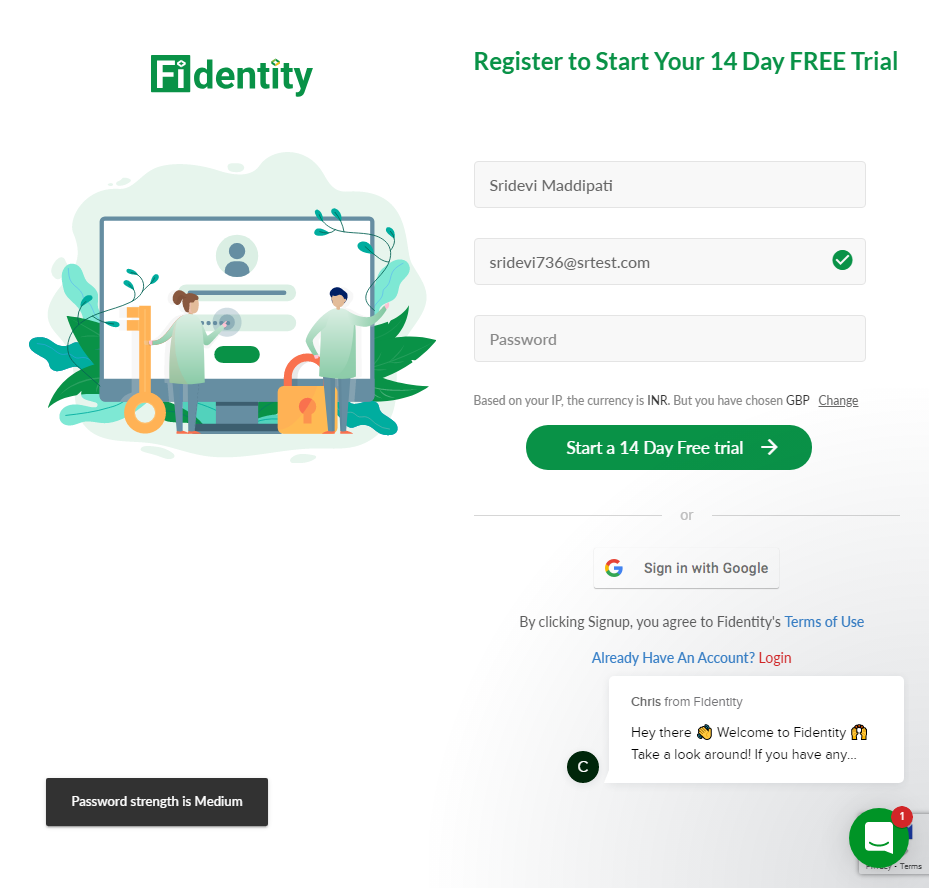 Fidentity
Register to Start Your 14 Day FREE Trial
Sridevi Maddipati
sridevi736@srtest.com
Password
Based on your IP, the currency is INR. But you have chosen GBP Change
Start a 14 Day Free trial
or
Sign in with Google
By clicking Signup, you agree to Fidentity's Terms of Use
Already Have An Account? Login
Chris from Fidentity
Hey there 👋 Welcome to Fidentity 🙌
Take a look around! If you have any...
C
Password strength is Medium
1
Privacy - Terms